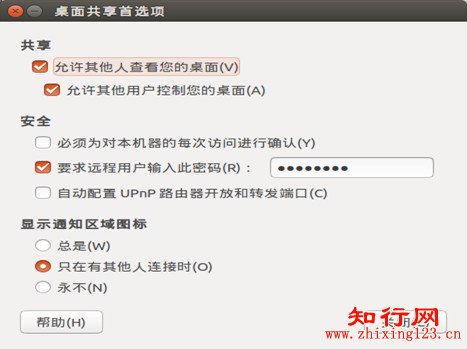 桌面共享首选项
共享
允许其他人查看您的桌面(V)
允许其他用户控制您的桌面(A)
安全
必须为对本机器的每次访问进行确认(Y)
要求远程用户输入此密码(R)： ●●●●●●●●
自动配置 UPnP 路由器开放和转发端口(C)
显示通知区域图标
总是(W)
只在有其他人连接时(O)
永不(N)
帮助(H)
知行网
www.zhixing123.cn